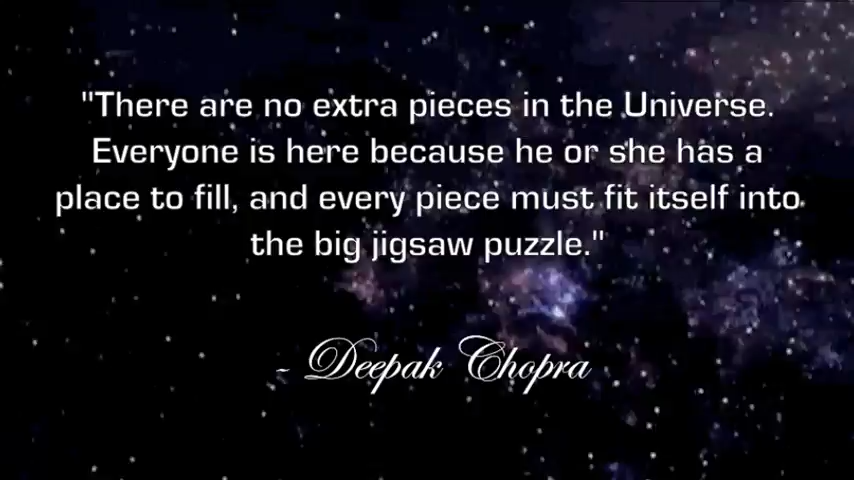 "There are no extra pieces in the Universe.
Everyone is here because he or she has a
place to fill, and every piece must fit itself into
the big jigsaw puzzle."
~ Deepak Chopra